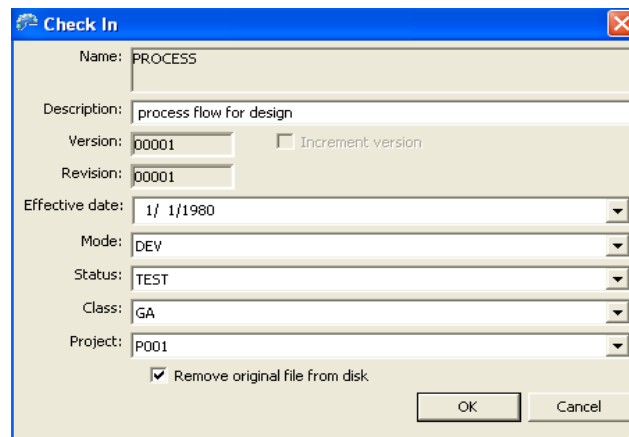 Check In
Name: PROCESS
Description: process flow for design
Version: 00001 Increment version
Revision: 00001
Effective date: 1/ 1/1980
Mode: DEV
Status: TEST
Class: GA
Project: P001
Remove original file from disk
OK Cancel